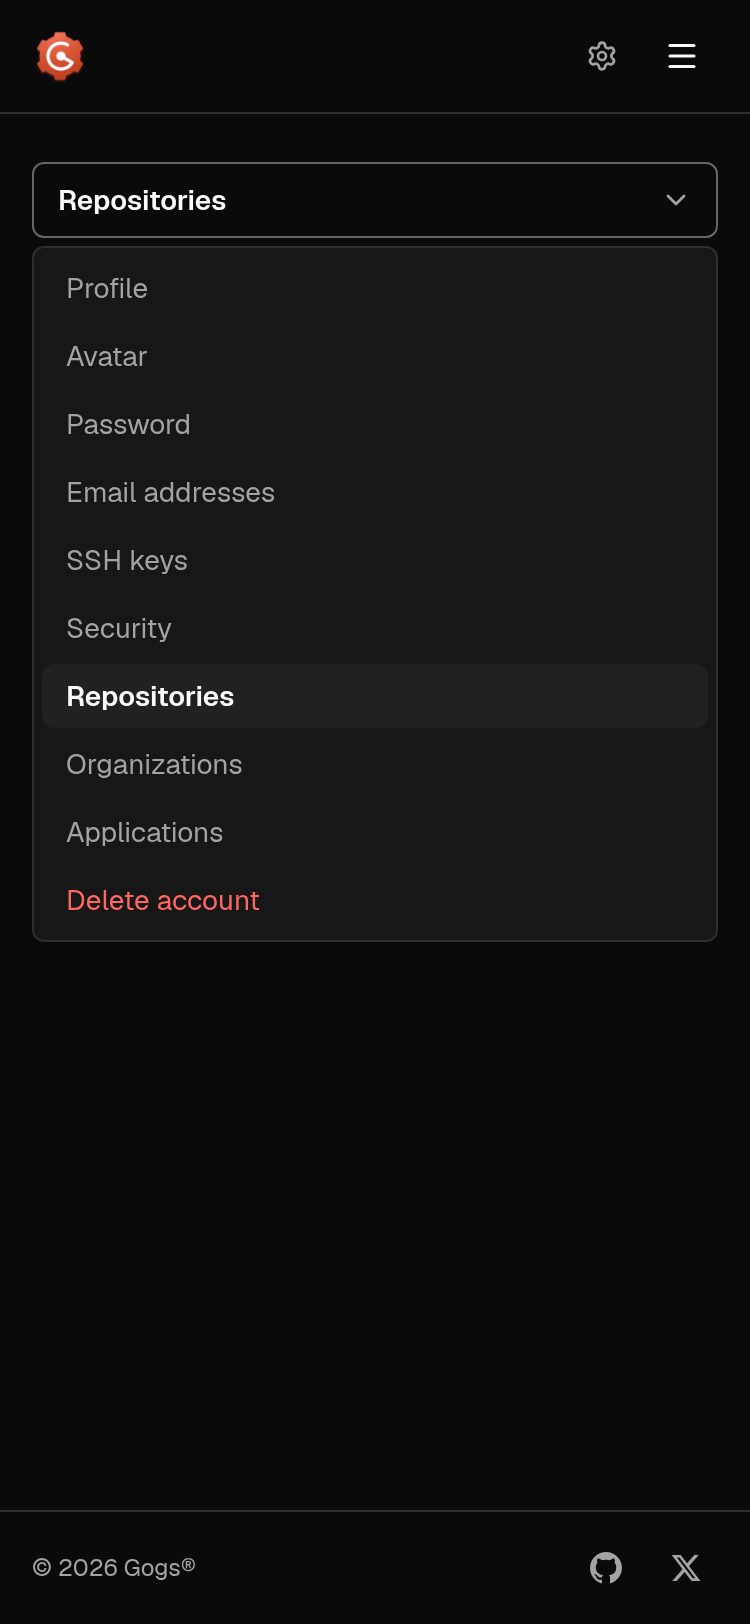 Repositories
Profile
Avatar
Password
Email addresses
SSH keys
Security
Repositories
Organizations
Applications
Delete account
© 2026 Gogs®